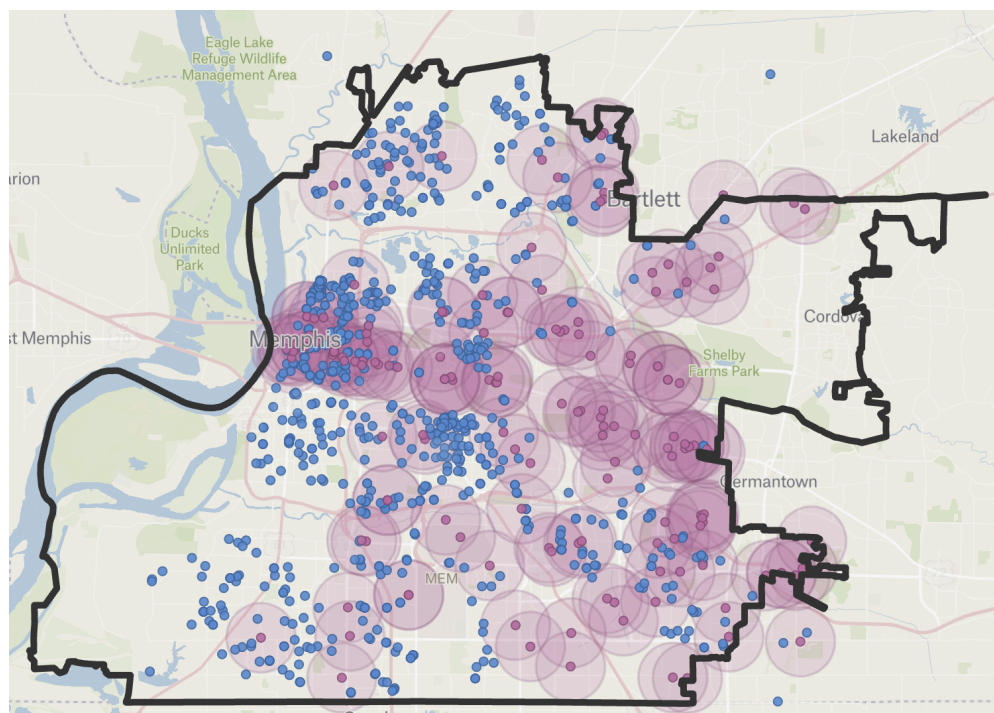 Eagle Lake
Refuge Wildlife
Management Area
Lakeland
arion
Bartlett
Ducks
Unlimited
Park
Cordova
st Memphis
Memphis
Shelby
Farms Park
Germantown
MEM